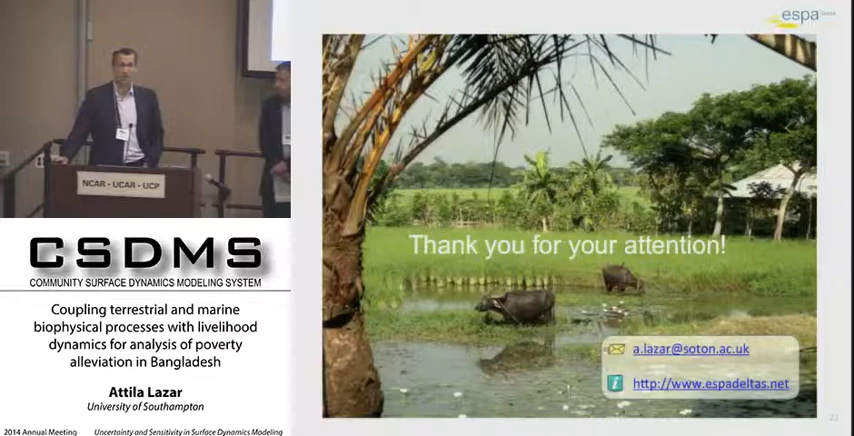 NCAR - UCAR - UCP
CSDMS
COMMUNITY SURFACE DYNAMICS MODELING SYSTEM
Coupling terrestrial and marine
biophysical processes with livelihood
dynamics for analysis of poverty
alleviation in Bangladesh
Attila Lazar
University of Southampton
2014 Annual Meeting
Uncertainty and Sensitivity in Surface Dynamics Modeling
espa
Thank you for your attention!
a.lazar@soton.ac.uk
http://www.espadeltas.net
21